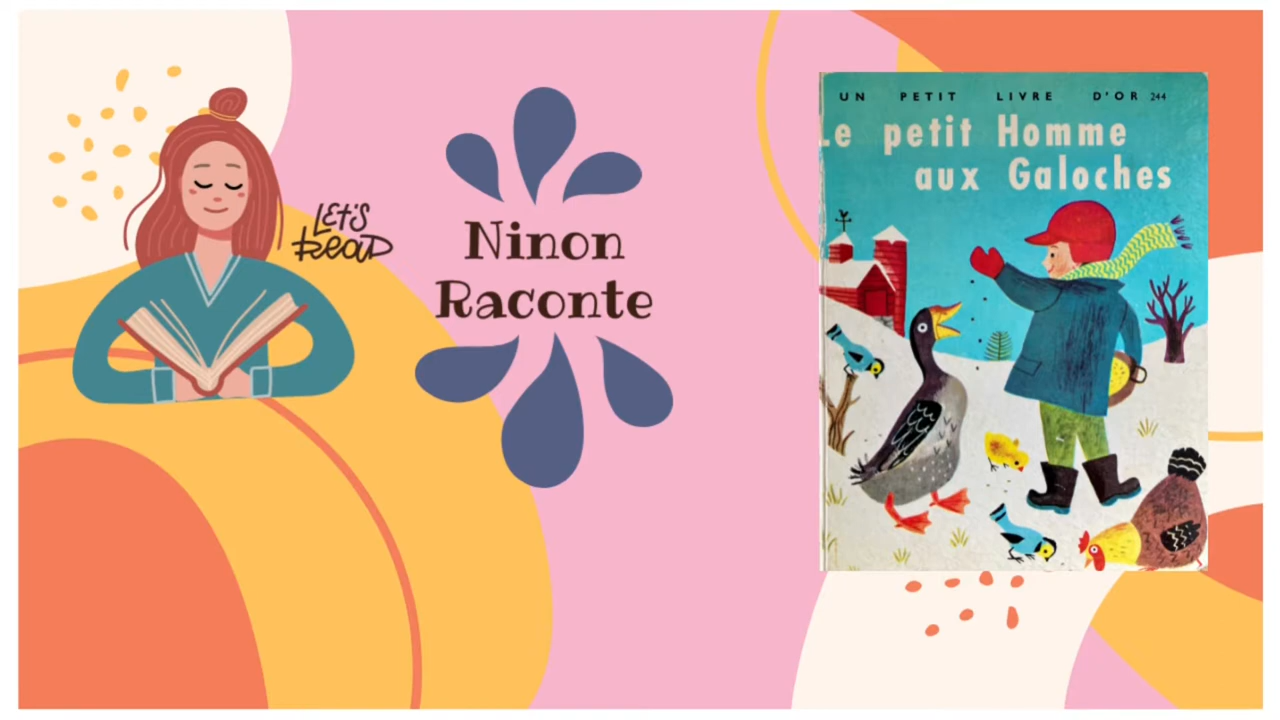 LET'S
READ
Ninon
Raconte
UN PETIT LIVRE D'OR 244
Le petit Homme
aux Galoches